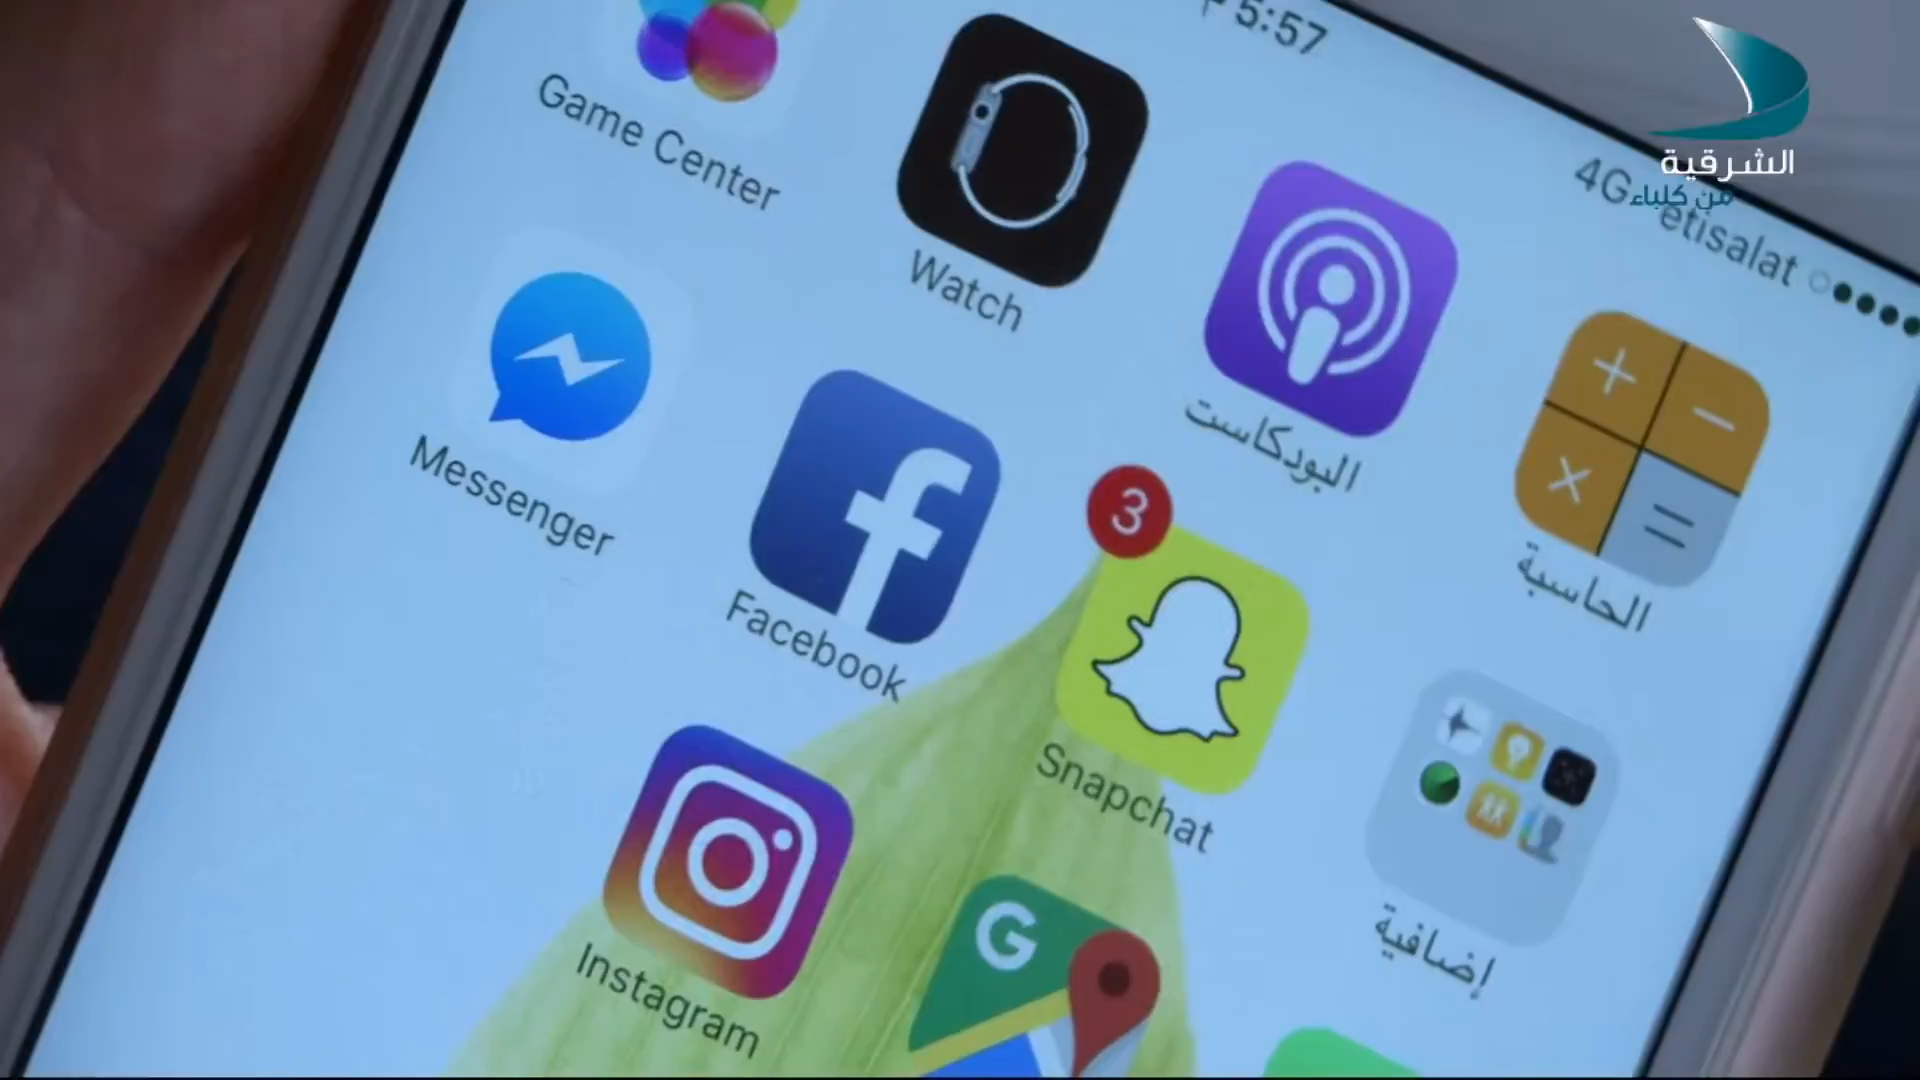 5:57
4G etisalat
الشرقية
من كلباء
Game Center
Watch
البودكاست
الحاسبة
Messenger
Facebook
3
Snapchat
إضافية
Instagram
G